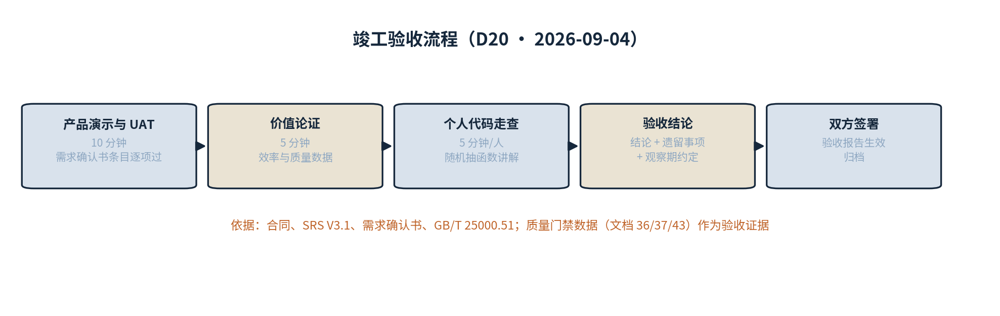 竣工验收流程（D20 · 2026-09-04）
产品演示与 UAT
10 分钟
需求确认书条目逐项过
价值论证
5 分钟
效率与质量数据
个人代码走查
5 分钟/人
随机抽函数讲解
验收结论
结论 + 遗留事项
+ 观察期约定
双方签署
验收报告生效
归档
依据：合同、SRS V3.1、需求确认书、GB/T 25000.51；质量门禁数据（文档 36/37/43）作为验收证据